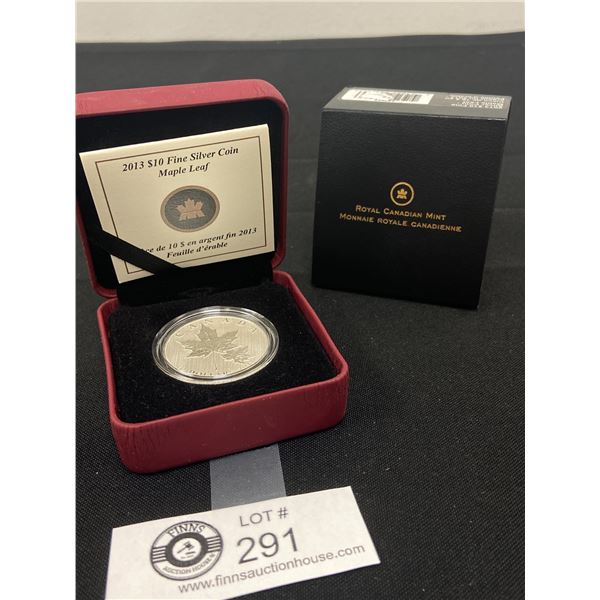 2013 $10 Fine Silver Coin
Maple Leaf
de 10 $ en argent fin 2013
Feuille d'érable
CANADA
ROYAL CANADIAN MINT
MONNAIE ROYALE CANADIENNE
FINNS
AUCTION HOUSE
LOT #
291
www.finnsauctionhouse.com